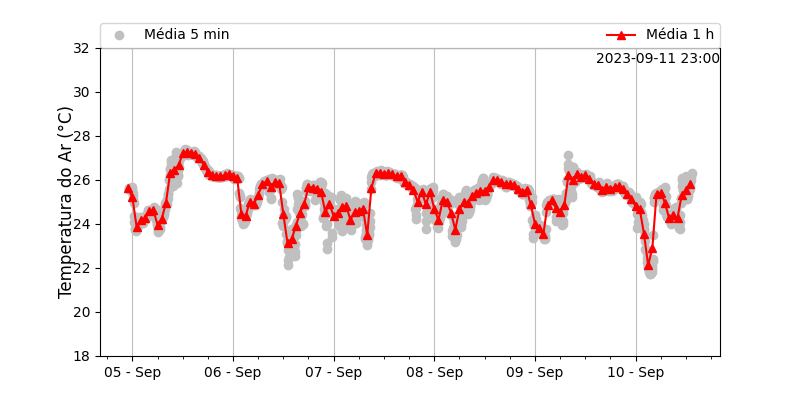 Média 5 min
Média 1 h
2023-09-11 23:00
Temperatura do Ar (°C)
32
30
28
26
24
22
20
18
05 - Sep
06 - Sep
07 - Sep
08 - Sep
09 - Sep
10 - Sep